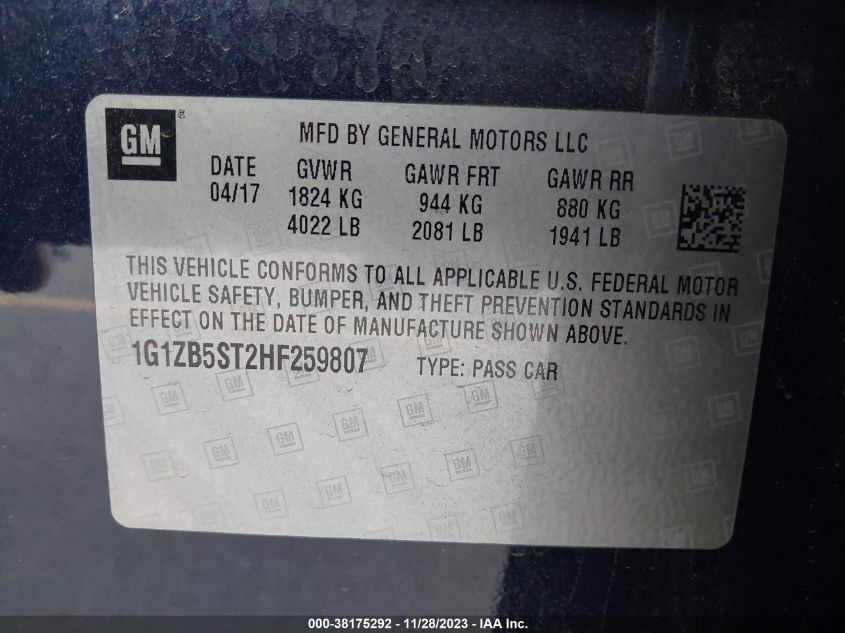 GM ®
MFD BY GENERAL MOTORS LLC
DATE GVWR GAWR FRT GAWR RR
04/17 1824 KG 944 KG 880 KG
4022 LB 2081 LB 1941 LB
THIS VEHICLE CONFORMS TO ALL APPLICABLE U.S. FEDERAL MOTOR
VEHICLE SAFETY, BUMPER, AND THEFT PREVENTION STANDARDS IN
EFFECT ON THE DATE OF MANUFACTURE SHOWN ABOVE.
1G1ZB5ST2HF259807 TYPE: PASS CAR
000-38175292 - 11/28/2023 - IAA Inc.